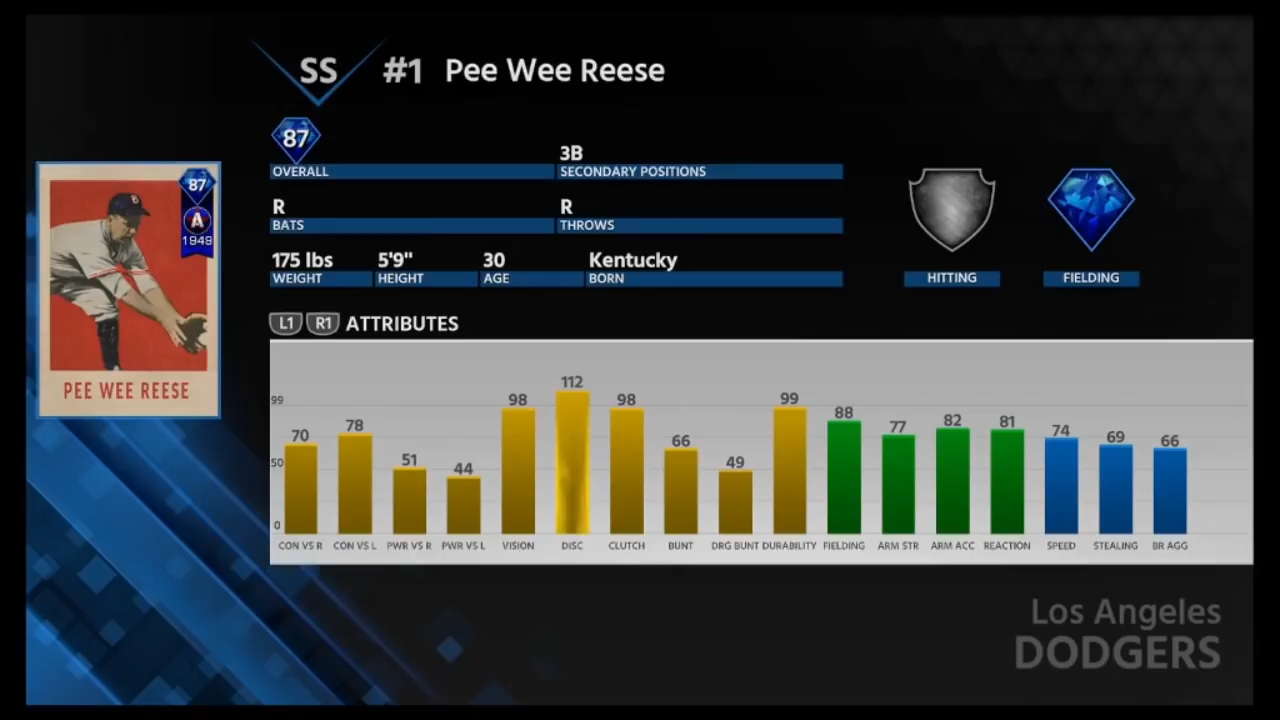 SS #1 Pee Wee Reese
87
OVERALL
3B
SECONDARY POSITIONS
R
BATS
R
THROWS
175 lbs
WEIGHT
5'9"
HEIGHT
30
AGE
Kentucky
BORN
HITTING
FIELDING
87
A
1949
B
PEE WEE REESE
L1 R1 ATTRIBUTES
99
50
0
70 78 51 44 98 112 98 66 49 99 88 77 82 81 74 69 66
CON VS R CON VS L PWR VS R PWR VS L VISION DISC CLUTCH BUNT DRG BUNT DURABILITY FIELDING ARM STR ARM ACC REACTION SPEED STEALING BR AGG
Los Angeles
DODGERS